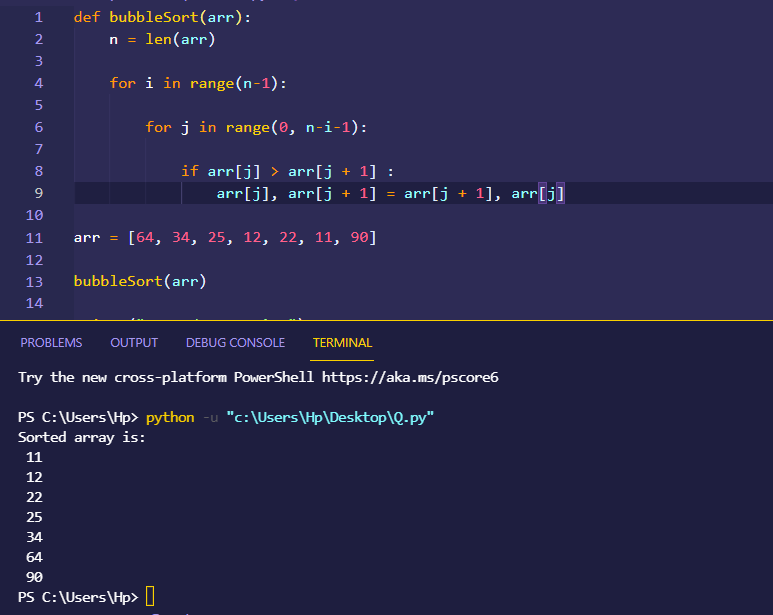 1 def bubbleSort(arr):
2     n = len(arr)
3
4     for i in range(n-1):
5
6         for j in range(0, n-i-1):
7
8             if arr[j] > arr[j + 1] :
9                 arr[j], arr[j + 1] = arr[j + 1], arr[j]
10
11 arr = [64, 34, 25, 12, 22, 11, 90]
12
13 bubbleSort(arr)
14
PROBLEMS OUTPUT DEBUG CONSOLE TERMINAL
Try the new cross-platform PowerShell https://aka.ms/pscore6
PS C:\Users\Hp> python -u "c:\Users\Hp\Desktop\Q.py"
Sorted array is:
11
12
22
25
34
64
90
PS C:\Users\Hp>